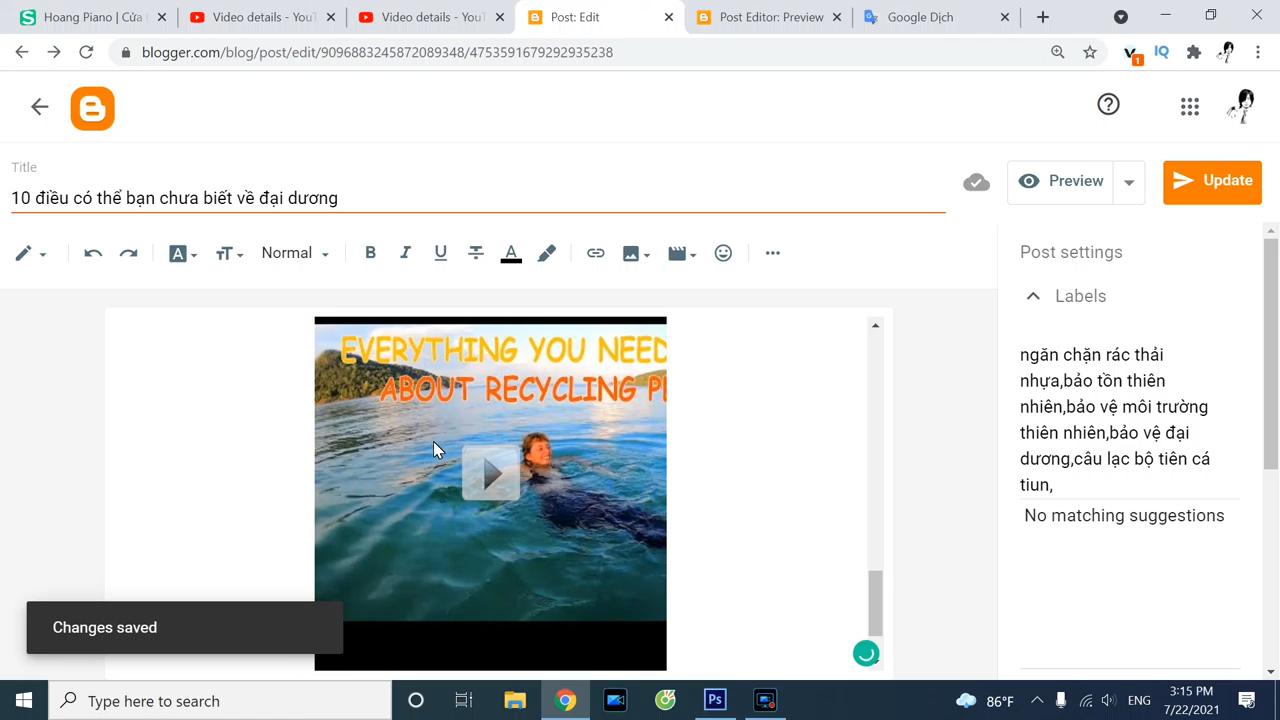 Hoang Piano | Cửa
Video details - You
Video details - You
Post: Edit
Post Editor: Preview
Google Dịch
blogger.com/blog/post/edit/9096883245872089348/4753591679292935238
IQ
1
Title
10 điều có thể bạn chưa biết về đại dương
Preview
Update
Normal
B
I
U
A
Post settings
Labels
ngăn chặn rác thải
nhựa,bảo tồn thiên
nhiên,bảo vệ môi trường
thiên nhiên,bảo vệ đại
dương,câu lạc bộ tiên cá
tiun,
No matching suggestions
EVERYTHING YOU NEED
ABOUT RECYCLING PL
Changes saved
Type here to search
Ps
86°F
ENG
3:15 PM
7/22/2021